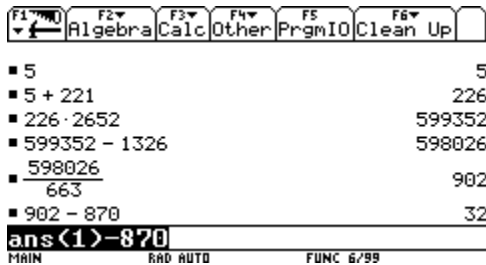 F1 F2 Algebra F3 Calc F4 Other F5 PrgmIO F6 Clean Up
5 5
5 + 221 226
226·2652 599352
599352 - 1326 598026
598026
663 902
902 - 870 32
ans(1)-870
MAIN RAD AUTO FUNC 6/99